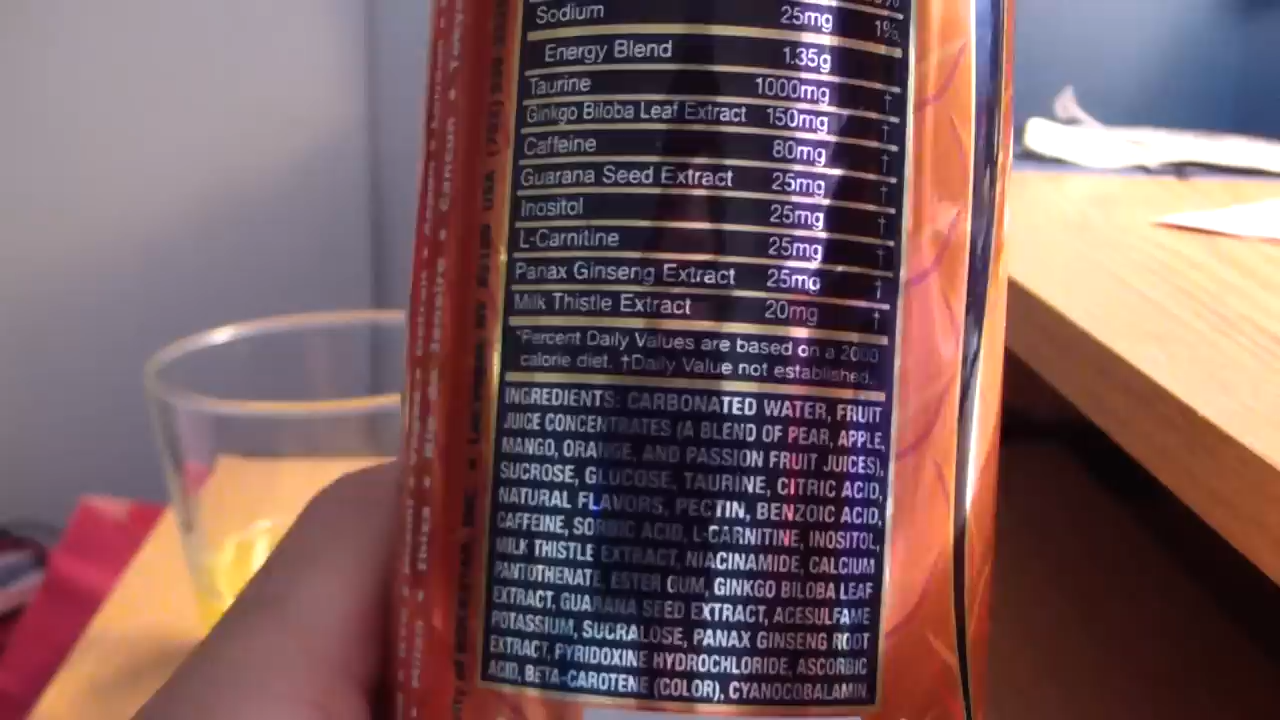 Sodium 25mg 1%
Energy Blend 1.35g
Taurine 1000mg †
Ginkgo Biloba Leaf Extract 150mg †
Caffeine 80mg †
Guarana Seed Extract 25mg †
Inositol 25mg †
L-Carnitine 25mg †
Panax Ginseng Extract 25mg †
Milk Thistle Extract 20mg †
*Percent Daily Values are based on a 2000
calorie diet. †Daily Value not established.
INGREDIENTS: CARBONATED WATER, FRUIT
JUICE CONCENTRATES (A BLEND OF PEAR, APPLE,
MANGO, ORANGE, AND PASSION FRUIT JUICES),
SUCROSE, GLUCOSE, TAURINE, CITRIC ACID,
NATURAL FLAVORS, PECTIN, BENZOIC ACID,
CAFFEINE, SORBIC ACID, L-CARNITINE, INOSITOL,
MILK THISTLE EXTRACT, NIACINAMIDE, CALCIUM
PANTOTHENATE, ESTER GUM, GINKGO BILOBA LEAF
EXTRACT, GUARANA SEED EXTRACT, ACESULFAME
POTASSIUM, SUCRALOSE, PANAX GINSENG ROOT
EXTRACT, PYRIDOXINE HYDROCHLORIDE, ASCORBIC
ACID, BETA-CAROTENE (COLOR), CYANOCOBALAMIN.
USA
Cancun
Ibiza